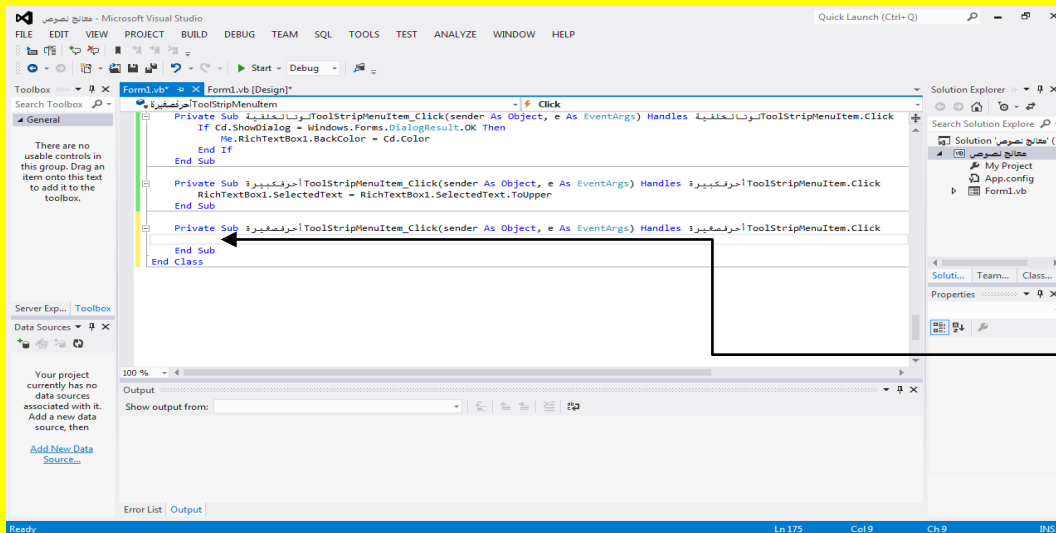 معالج نصوص - Microsoft Visual Studio
Quick Launch (Ctrl+Q)
FILE EDIT VIEW PROJECT BUILD DEBUG TEAM SQL TOOLS TEST ANALYZE WINDOW HELP
Start - Debug
Toolbox
Search Toolbox
General
There are no
usable controls in
this group. Drag an
item onto this text
to add it to the
toolbox.
Server Exp... Toolbox
Data Sources
Your project
currently has no
data sources
associated with it.
Add a new data
source, then
Add New Data
Source...
Form1.vb* Form1.vb [Design]*
أحرفصغيرةToolStripMenuItem
Click
Private Sub لونالخلفيةToolStripMenuItem_Click(sender As Object, e As EventArgs) Handles لونالخلفيةToolStripMenuItem.Click
If Cd.ShowDialog = Windows.Forms.DialogResult.OK Then
Me.RichTextBox1.BackColor = Cd.Color
End If
End Sub
Private Sub أحرفكبيرةToolStripMenuItem_Click(sender As Object, e As EventArgs) Handles أحرفكبيرةToolStripMenuItem.Click
RichTextBox1.SelectedText = RichTextBox1.SelectedText.ToUpper
End Sub
Private Sub أحرفصغيرةToolStripMenuItem_Click(sender As Object, e As EventArgs) Handles أحرفصغيرةToolStripMenuItem.Click
End Sub
End Class
100 %
Output
Show output from:
Error List Output
Solution Explorer
Search Solution Explore
Solution 'معالج نصوص' (
معالج نصوص
My Project
App.config
Form1.vb
Soluti... Team... Class...
Properties
Ready Ln 175 Col 9 Ch 9 INS